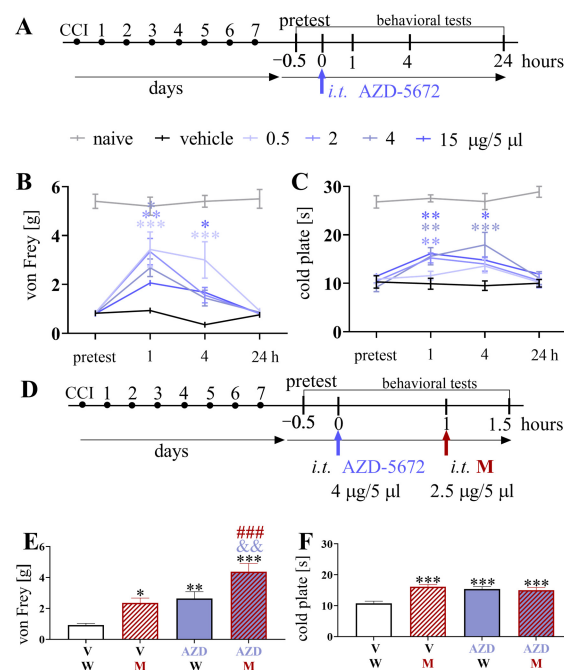 A
CCI 1 2 3 4 5 6 7 pretest behavioral tests
−0.5 0 1 4 24 hours
days
i.t. AZD-5672
naive vehicle 0.5 2 4 15 µg/5 µl
B
von Frey [g]
6
4
2
0
** *** * ***
pretest 1 4 24 h
C
cold plate [s]
30
20
10
0
** ** ** * ***
pretest 1 4 24 h
D
CCI 1 2 3 4 5 6 7 pretest behavioral tests
−0.5 0 1 1.5 hours
days
i.t. AZD-5672 i.t. M
4 µg/5 µl 2.5 µg/5 µl
E
von Frey [g]
6
4
2
0
* ** ### && ***
V V AZD AZD
W M W M
F
cold plate [s]
30
20
10
0
*** *** ***
V V AZD AZD
W M W M